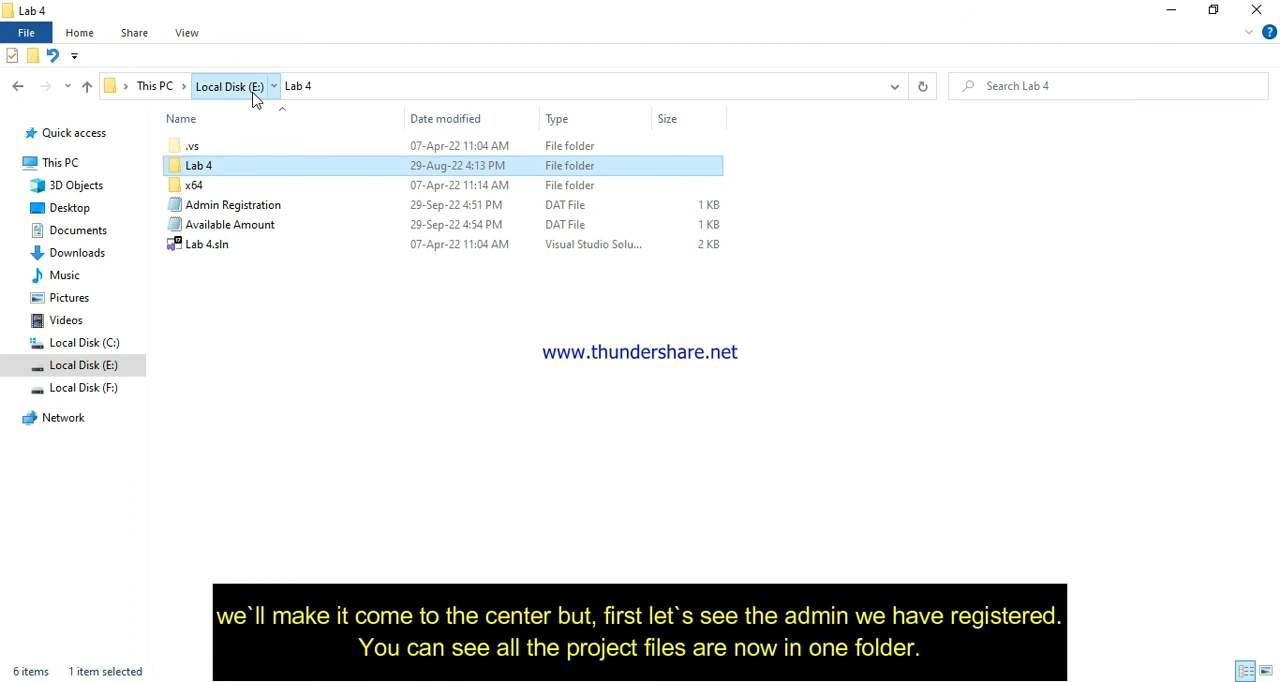 Lab 4
File Home Share View
This PC Local Disk (E:) Lab 4 Search Lab 4
Name Date modified Type Size
.vs 07-Apr-22 11:04 AM File folder
Lab 4 29-Aug-22 4:13 PM File folder
x64 07-Apr-22 11:14 AM File folder
Admin Registration 29-Sep-22 4:51 PM DAT File 1 KB
Available Amount 29-Sep-22 4:54 PM DAT File 1 KB
Lab 4.sln 07-Apr-22 11:04 AM Visual Studio Solu... 2 KB
Quick access
This PC
3D Objects
Desktop
Documents
Downloads
Music
Pictures
Videos
Local Disk (C:)
Local Disk (E:)
Local Disk (F:)
Network
www.thundershare.net
we`ll make it come to the center but, first let`s see the admin we have registered.
You can see all the project files are now in one folder.
6 items 1 item selected